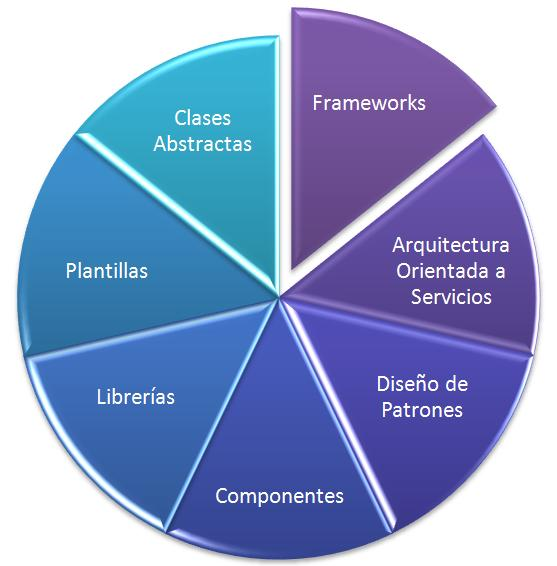 Frameworks
Arquitectura
Orientada a
Servicios
Diseño de
Patrones
Componentes
Librerías
Plantillas
Clases
Abstractas